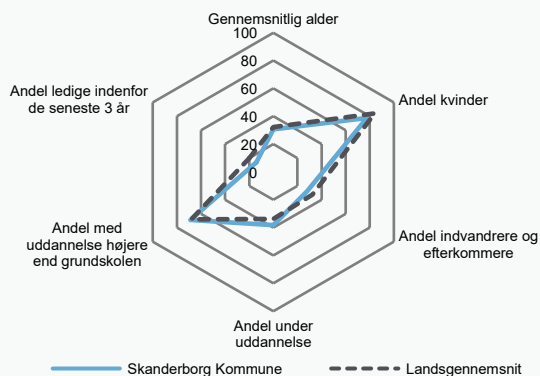 Gennemsnitlig alder
100
80
60
40
20
0
Andel ledige indenfor
de seneste 3 år
Andel kvinder
Andel med
uddannelse højere
end grundskolen
Andel indvandrere og
efterkommere
Andel under
uddannelse
Skanderborg Kommune
Landsgennemsnit